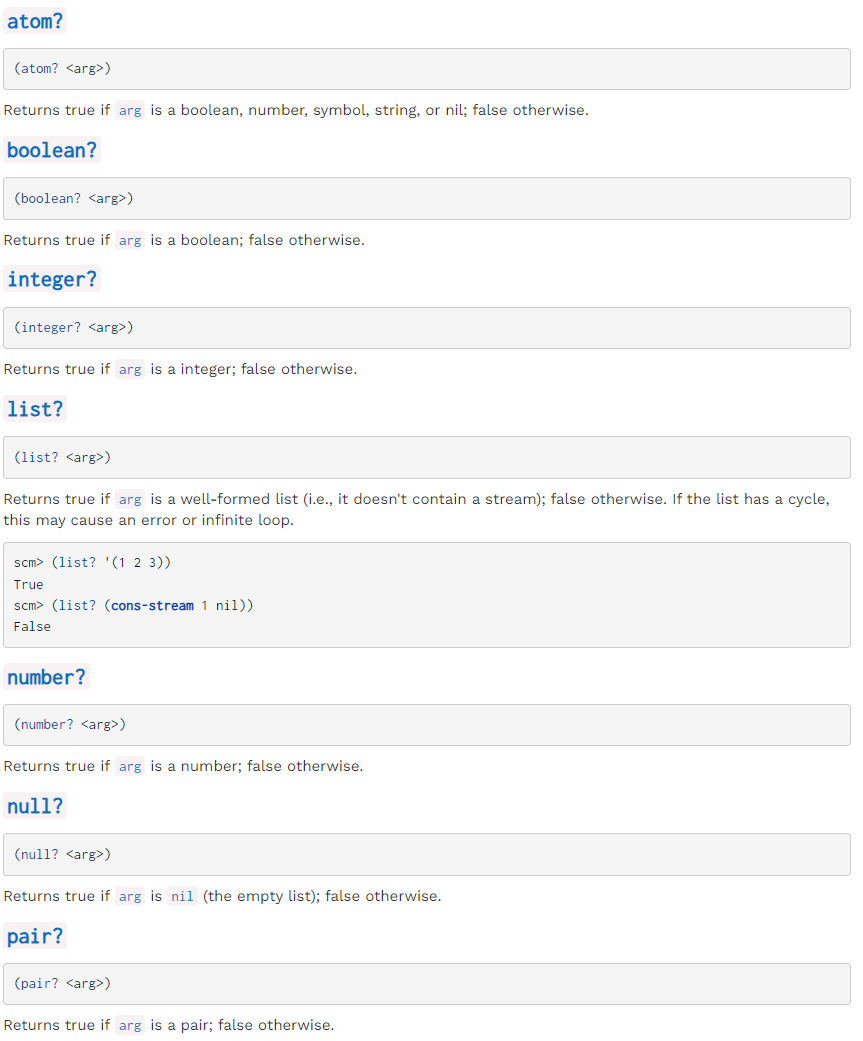 atom?
(atom? <arg>)
Returns true if arg is a boolean, number, symbol, string, or nil; false otherwise.
boolean?
(boolean? <arg>)
Returns true if arg is a boolean; false otherwise.
integer?
(integer? <arg>)
Returns true if arg is a integer; false otherwise.
list?
(list? <arg>)
Returns true if arg is a well-formed list (i.e., it doesn't contain a stream); false otherwise. If the list has a cycle,
this may cause an error or infinite loop.
scm> (list? '(1 2 3))
True
scm> (list? (cons-stream 1 nil))
False
number?
(number? <arg>)
Returns true if arg is a number; false otherwise.
null?
(null? <arg>)
Returns true if arg is nil (the empty list); false otherwise.
pair?
(pair? <arg>)
Returns true if arg is a pair; false otherwise.